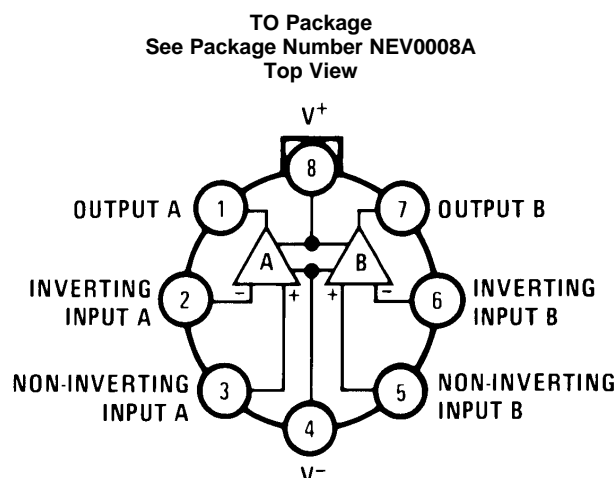 TO Package
See Package Number NEV0008A
Top View
V+
8
OUTPUT A
1
7
OUTPUT B
A
B
INVERTING
INPUT A
2
-
+
+
-
6
INVERTING
INPUT B
NON-INVERTING
INPUT A
3
5
NON-INVERTING
INPUT B
4
V-